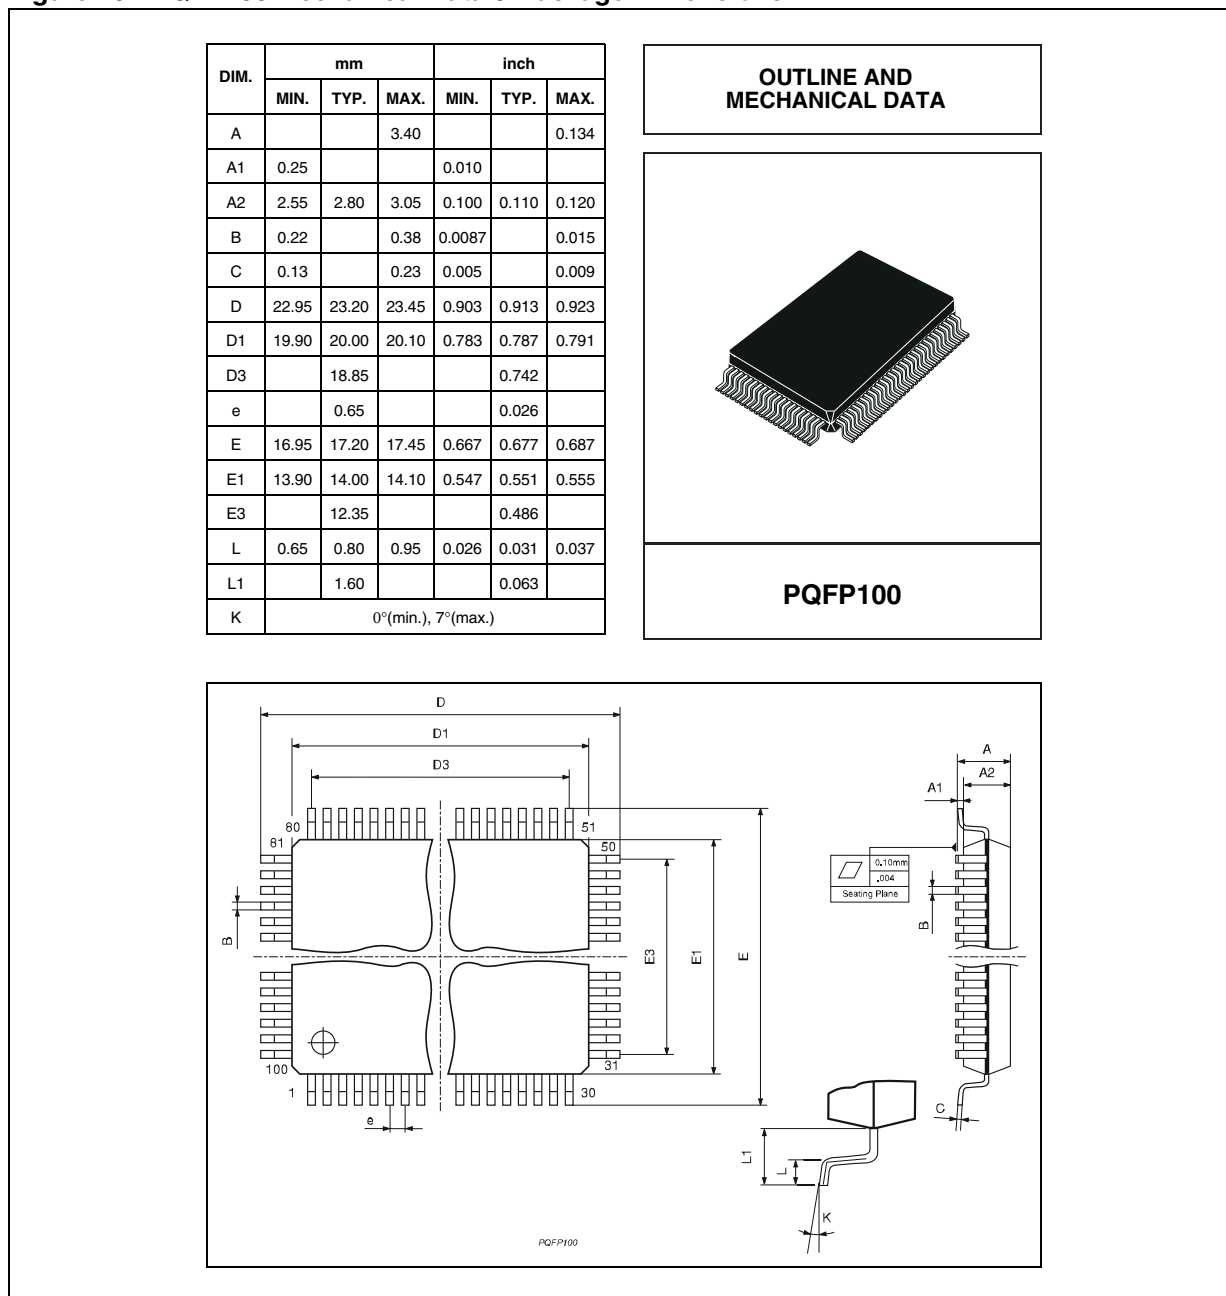 DIM. mm inch
MIN. TYP. MAX. MIN. TYP. MAX.
A 3.40 0.134
A1 0.25 0.010
A2 2.55 2.80 3.05 0.100 0.110 0.120
B 0.22 0.38 0.0087 0.015
C 0.13 0.23 0.005 0.009
D 22.95 23.20 23.45 0.903 0.913 0.923
D1 19.90 20.00 20.10 0.783 0.787 0.791
D3 18.85 0.742
e 0.65 0.026
E 16.95 17.20 17.45 0.667 0.677 0.687
E1 13.90 14.00 14.10 0.547 0.551 0.555
E3 12.35 0.486
L 0.65 0.80 0.95 0.026 0.031 0.037
L1 1.60 0.063
K 0°(min.), 7°(max.)
OUTLINE AND
MECHANICAL DATA
PQFP100
D
D1
D3
A
A2
A1
80
51
81
50
0.10mm
.004
Seating Plane
B
B
E3
E1
E
100
31
1
30
e
C
L1
L
K
PQFP100